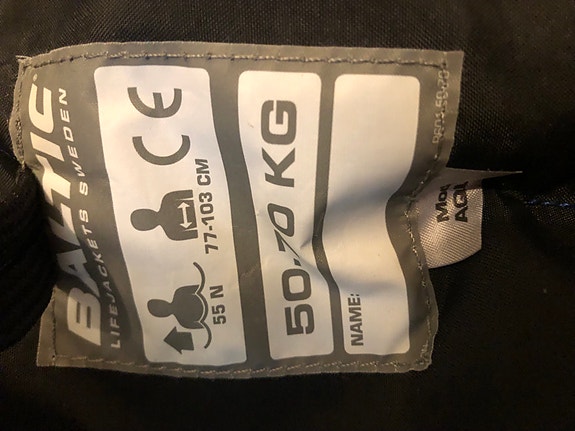 BALTIC
LIFEJACKETS SWEDEN
CE
55 N
77-103 CM
50-70 KG
NAME: